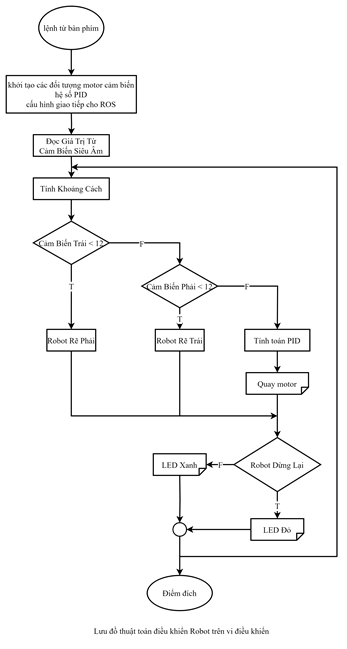 lệnh từ bàn phím
khởi tạo các đối tượng motor cảm biến
hệ số PID
cấu hình giao tiếp cho ROS
Đọc Giá Trị Từ
Cảm Biến Siêu Âm
Tính Khoảng Cách
Cảm Biến Trái < 12
F
Cảm Biến Phải < 12
F
T
T
Robot Rẽ Phải
Robot Rẽ Trái
Tính toán PID
Quay motor
Robot Dừng Lại
F
LED Xanh
T
LED Đỏ
Điểm đích
Lưu đồ thuật toán điều khiển Robot trên vi điều khiển